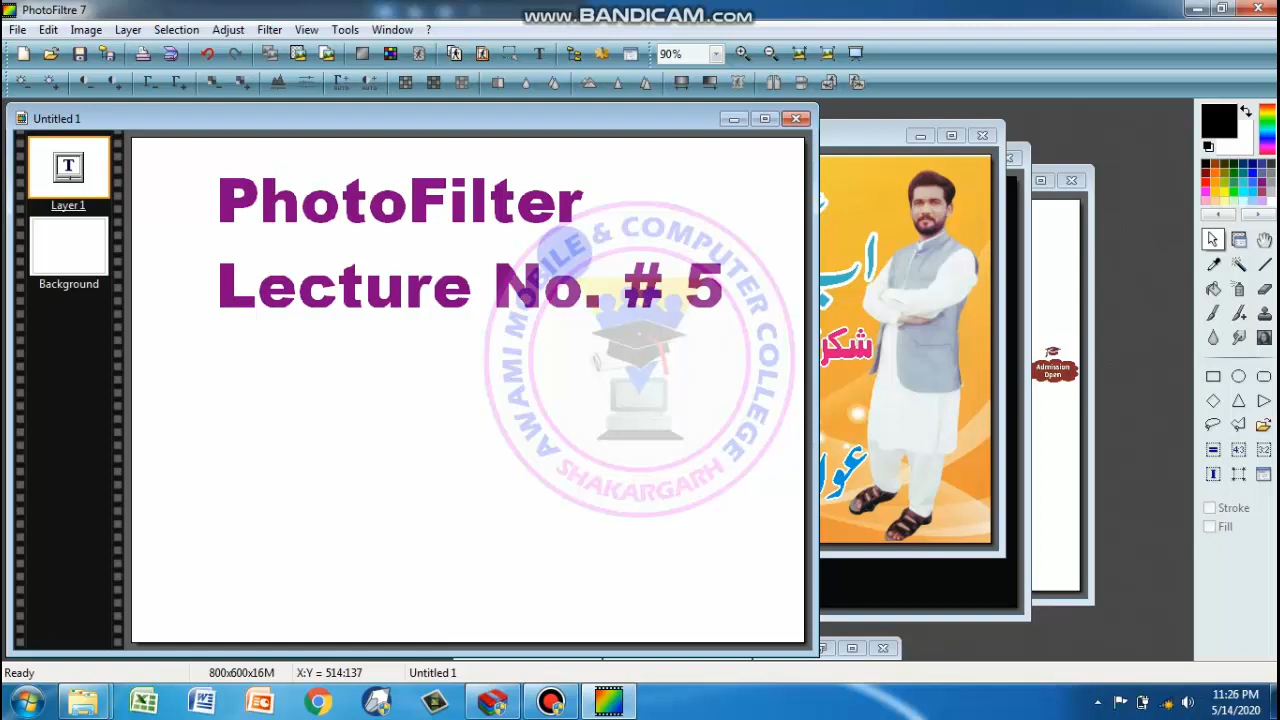 PhotoFiltre 7
www.BANDICAM.com
File Edit Image Layer Selection Adjust Filter View Tools Window ?
90%
Untitled 1
T
Layer 1
Background
PhotoFilter
Lecture No. # 5
AWAMI MOBILE & COMPUTER COLLEGE
SHAKARGARH
Admission
Open
Stroke
Fill
Ready
800x600x16M
X:Y = 514:137
Untitled 1
11:26 PM
5/14/2020